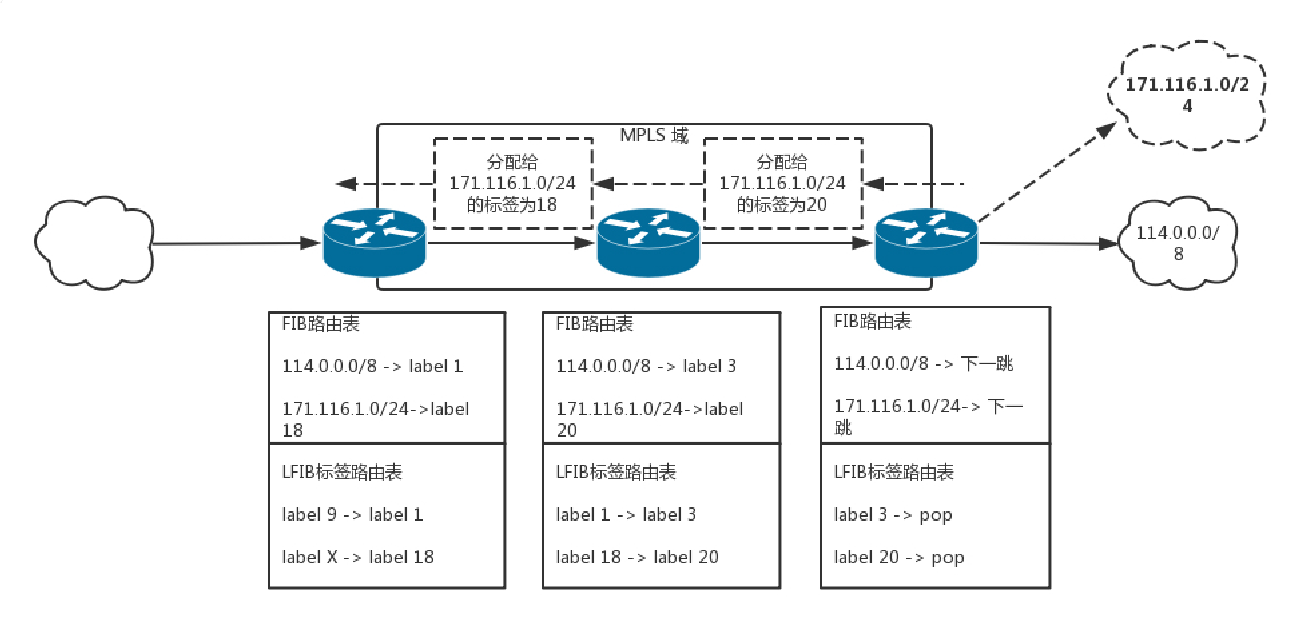 171.116.1.0/2
4
MPLS 域
分配给
171.116.1.0/24
的标签为18
分配给
171.116.1.0/24
的标签为20
114.0.0.0/
8
FIB路由表
114.0.0.0/8 -> label 1
171.116.1.0/24->label
18
LFIB标签路由表
label 9 -> label 1
label X -> label 18
FIB路由表
114.0.0.0/8 -> label 3
171.116.1.0/24->label
20
LFIB标签路由表
label 1 -> label 3
label 18 -> label 20
FIB路由表
114.0.0.0/8 -> 下一跳
171.116.1.0/24-> 下一
跳
LFIB标签路由表
label 3 -> pop
label 20 -> pop